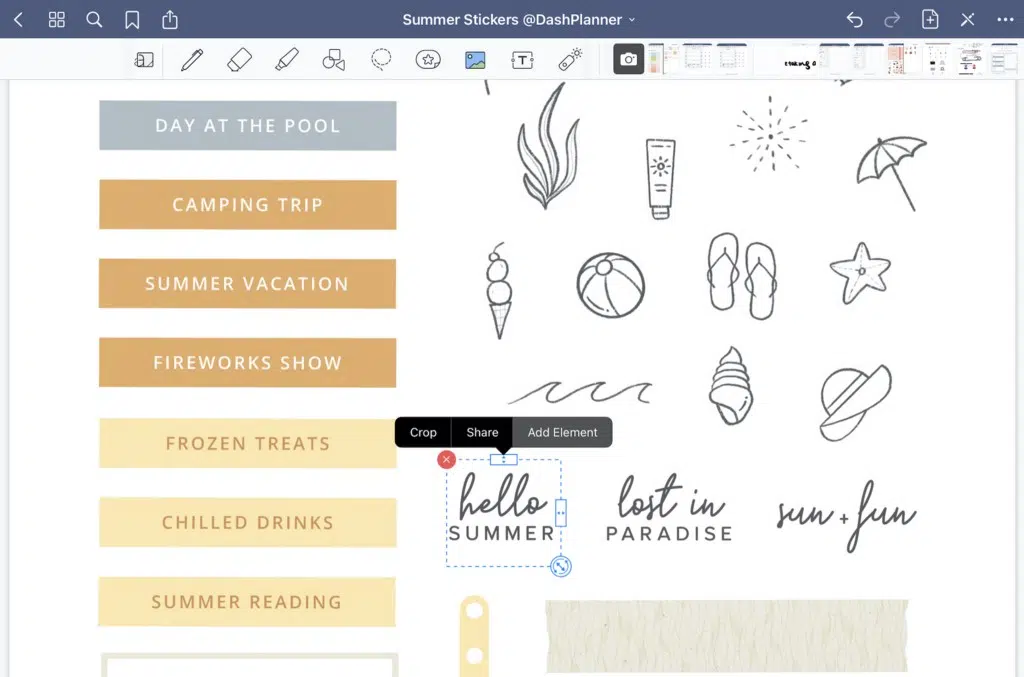 Summer Stickers @DashPlanner
DAY AT THE POOL
CAMPING TRIP
SUMMER VACATION
FIREWORKS SHOW
FROZEN TREATS
CHILLED DRINKS
SUMMER READING
Crop Share Add Element
hello
SUMMER
lost in
PARADISE
sun + fun